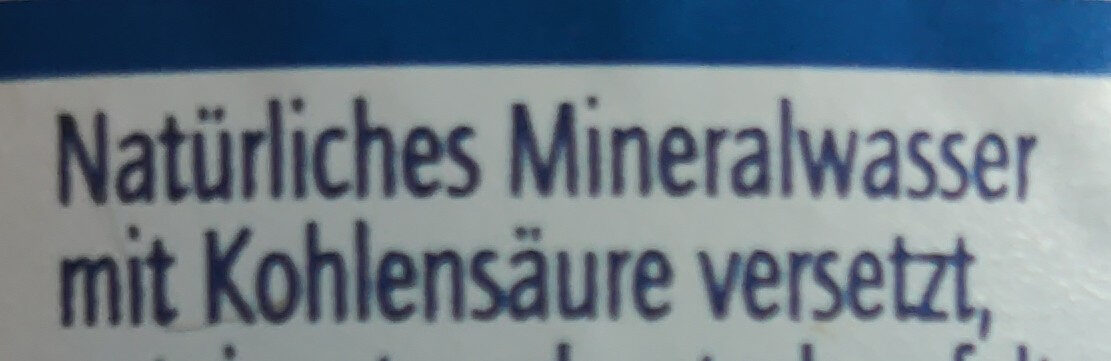 Natürliches Mineralwasser
mit Kohlensäure versetzt,